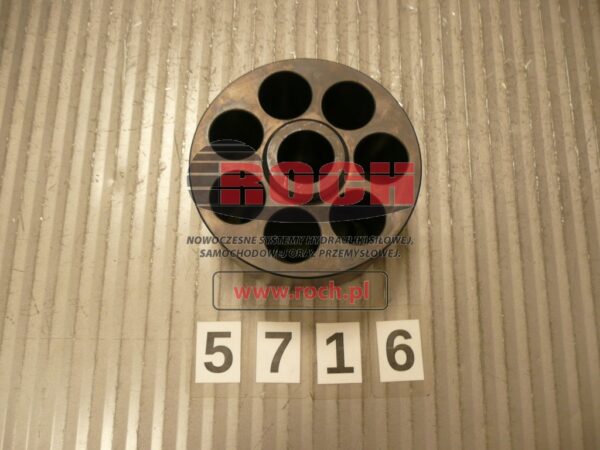 ROCH
NOWOCZESNE SYSTEMY HYDRAULIKI SIŁOWEJ,
SAMOCHODOWEJ ORAZ PRZEMYSŁOWEJ.
www.roch.pl
5716